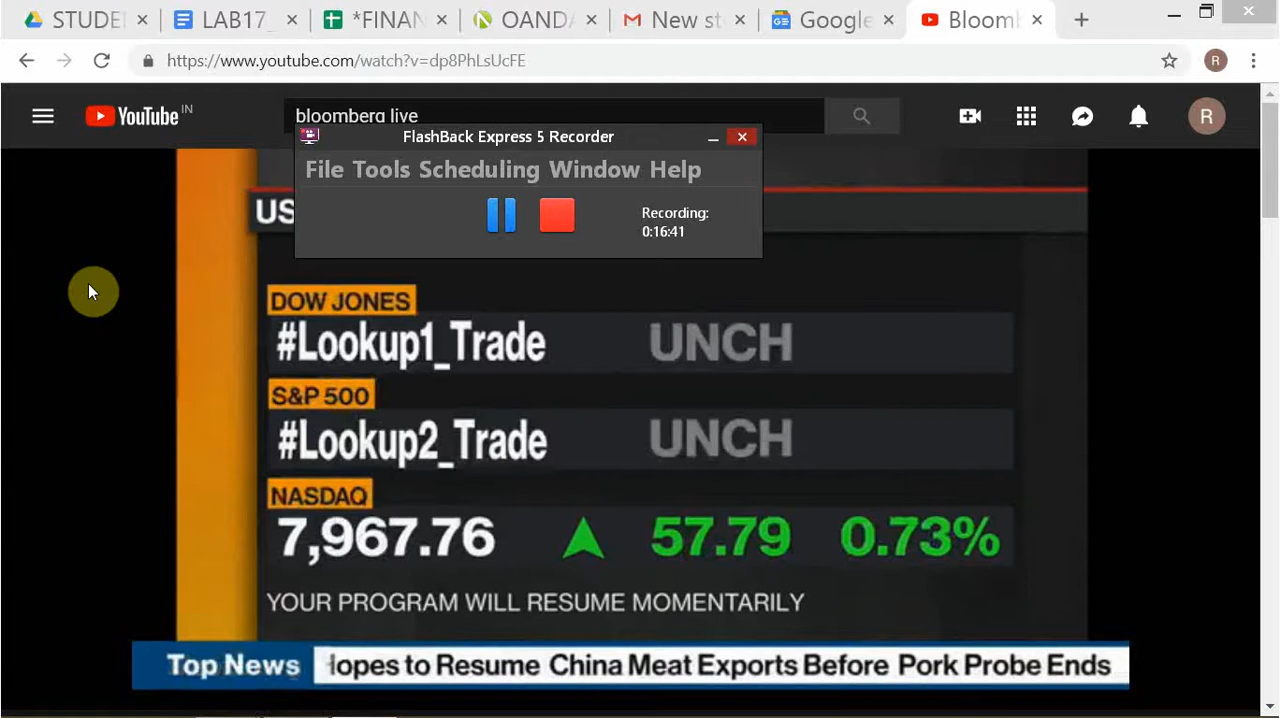 STUDE
LAB17_
*FINAN
OANDA
New st
Google
Bloomb
https://www.youtube.com/watch?v=dp8PhLsUcFE
R
YouTube IN
bloomberg live
R
FlashBack Express 5 Recorder
File Tools Scheduling Window Help
Recording:
0:16:41
US
DOW JONES
#Lookup1_Trade UNCH
S&P 500
#Lookup2_Trade UNCH
NASDAQ
7,967.76 ▲ 57.79 0.73%
YOUR PROGRAM WILL RESUME MOMENTARILY
Top News Hopes to Resume China Meat Exports Before Pork Probe Ends